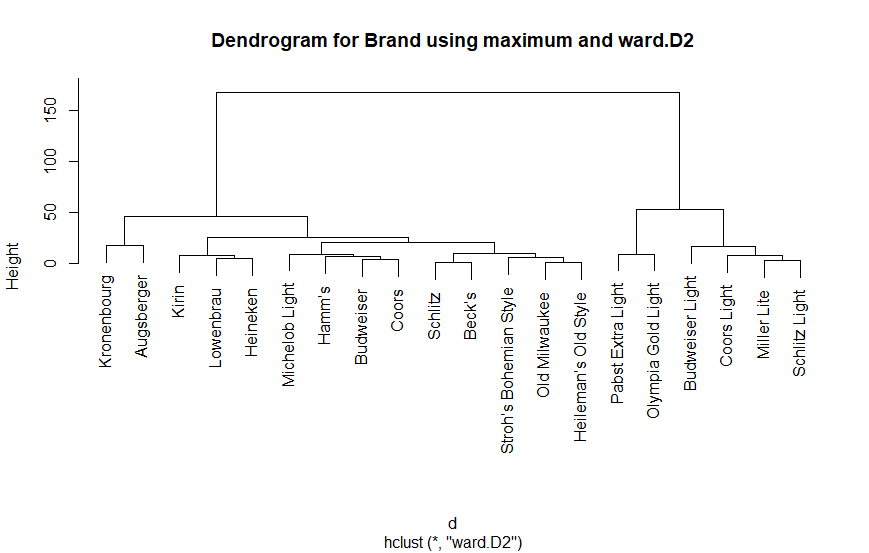 Dendrogram for Brand using maximum and ward.D2
Height
0
50
100
150
Kronenbourg
Augsberger
Kirin
Lowenbrau
Heineken
Michelob Light
Hamm's
Budweiser
Coors
Schlitz
Beck's
Stroh's Bohemian Style
Old Milwaukee
Heileman's Old Style
Pabst Extra Light
Olympia Gold Light
Budweiser Light
Coors Light
Miller Lite
Schlitz Light
d
hclust (*, "ward.D2")